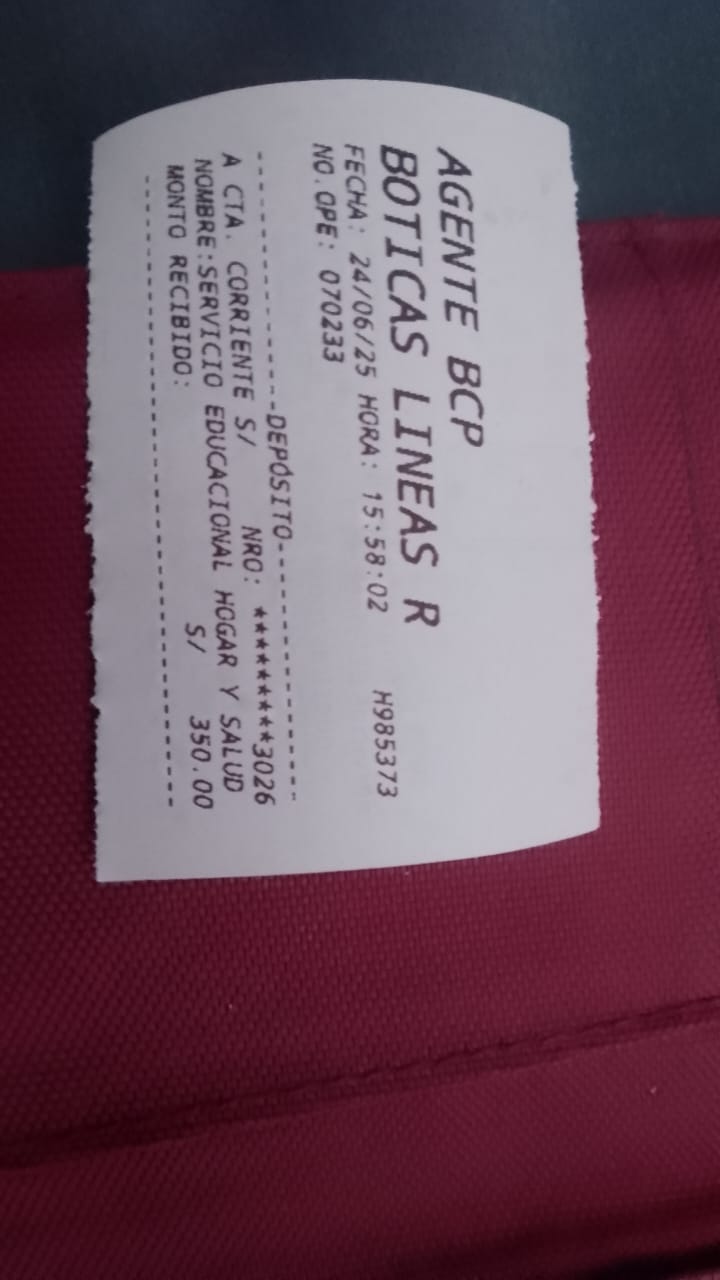 AGENTE BCP
BOTICAS LINEAS R
FECHA: 24/06/25 HORA: 15:58:02 H985373
NO.OPE: 070233
------------DEPÓSITO--------------------
A CTA. CORRIENTE S/ NRO: **********3026
NOMBRE:SERVICIO EDUCACIONAL HOGAR Y SALUD
MONTO RECIBIDO: S/ 350.00
----------------------------------------